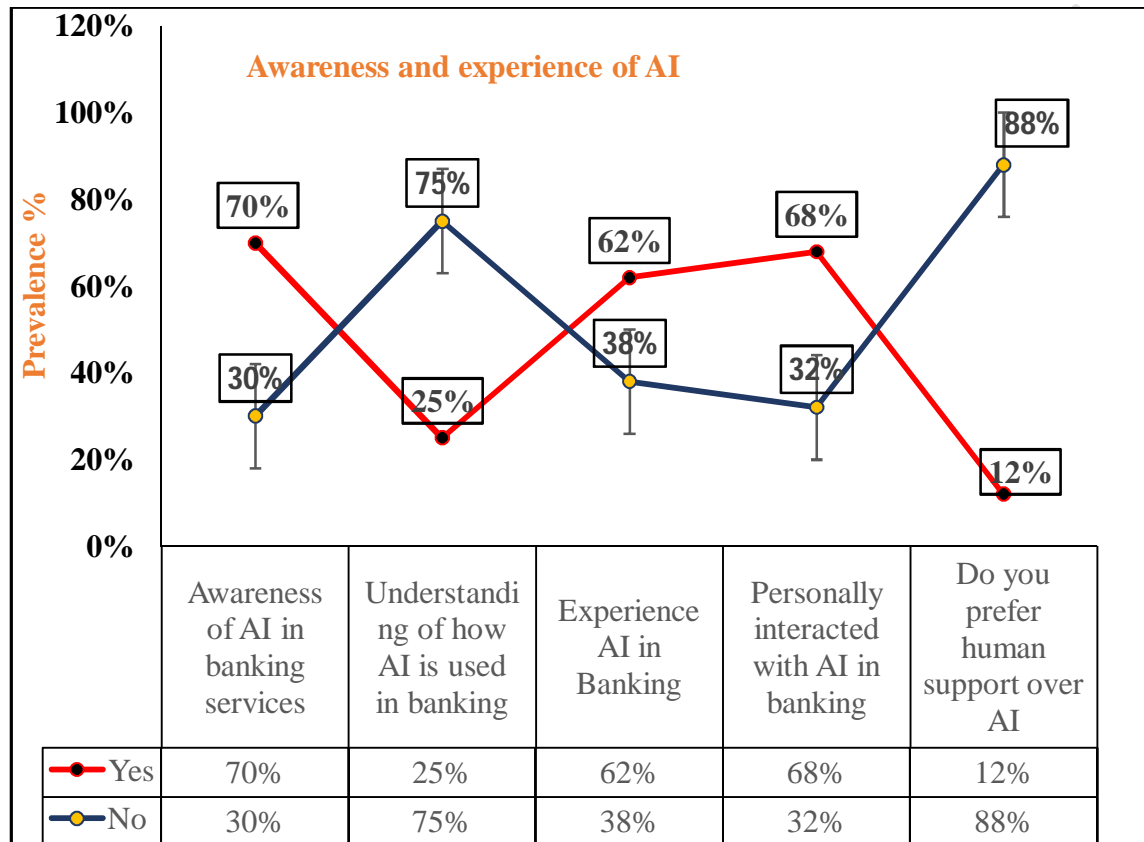 Awareness and experience of AI
Prevalence %
120%
100%
80%
60%
40%
20%
0%
70%
75%
62%
68%
88%
30%
25%
38%
32%
12%
Awareness
of AI in
banking
services
Understandi
ng of how
AI is used
in banking
Experience
AI in
Banking
Personally
interacted
with AI in
banking
Do you
prefer
human
support over
AI
Yes 70% 25% 62% 68% 12%
No 30% 75% 38% 32% 88%